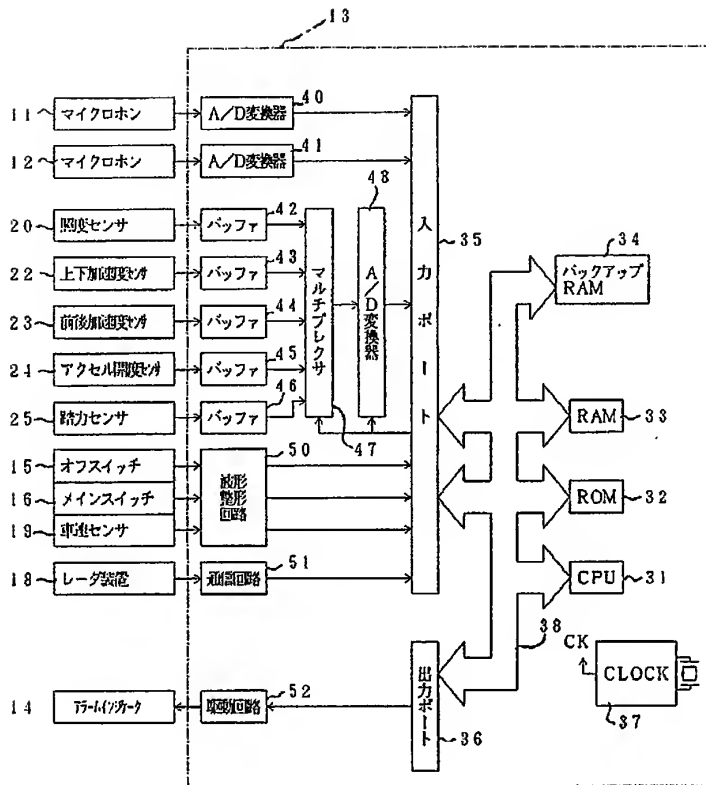 13
11 マイクロホン A/D変換器 40
12 マイクロホン A/D変換器 41
20 照度センサ バッファ 42
22 上下加速度センサ バッファ 43
23 前後加速度センサ バッファ 44
24 アクセル開度センサ バッファ 45
25 踏力センサ バッファ 46
マルチプレクサ 47
A/D変換器 48
入力ポート 35
15 オフスイッチ
16 メインスイッチ
19 車速センサ
波形
整形
回路
50
18 レーダ装置 通信回路 51
14 アラームインジケータ 駆動回路 52
出力ポート 36
34
バックアップ
RAM
RAM 33
ROM 32
CPU 31
38
CK
CLOCK
37